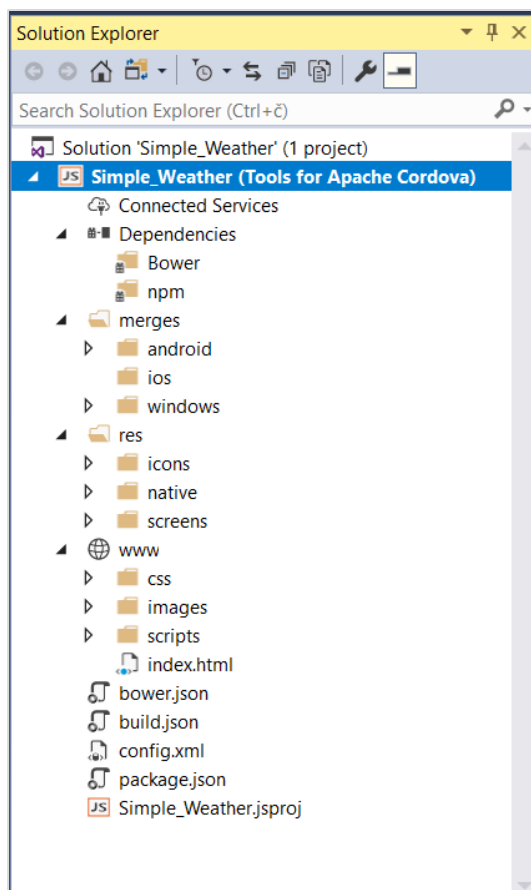 Solution Explorer
Search Solution Explorer (Ctrl+č)
Solution 'Simple_Weather' (1 project)
JS Simple_Weather (Tools for Apache Cordova)
Connected Services
Dependencies
Bower
npm
merges
android
ios
windows
res
icons
native
screens
www
css
images
scripts
index.html
bower.json
build.json
config.xml
package.json
JS Simple_Weather.jsproj